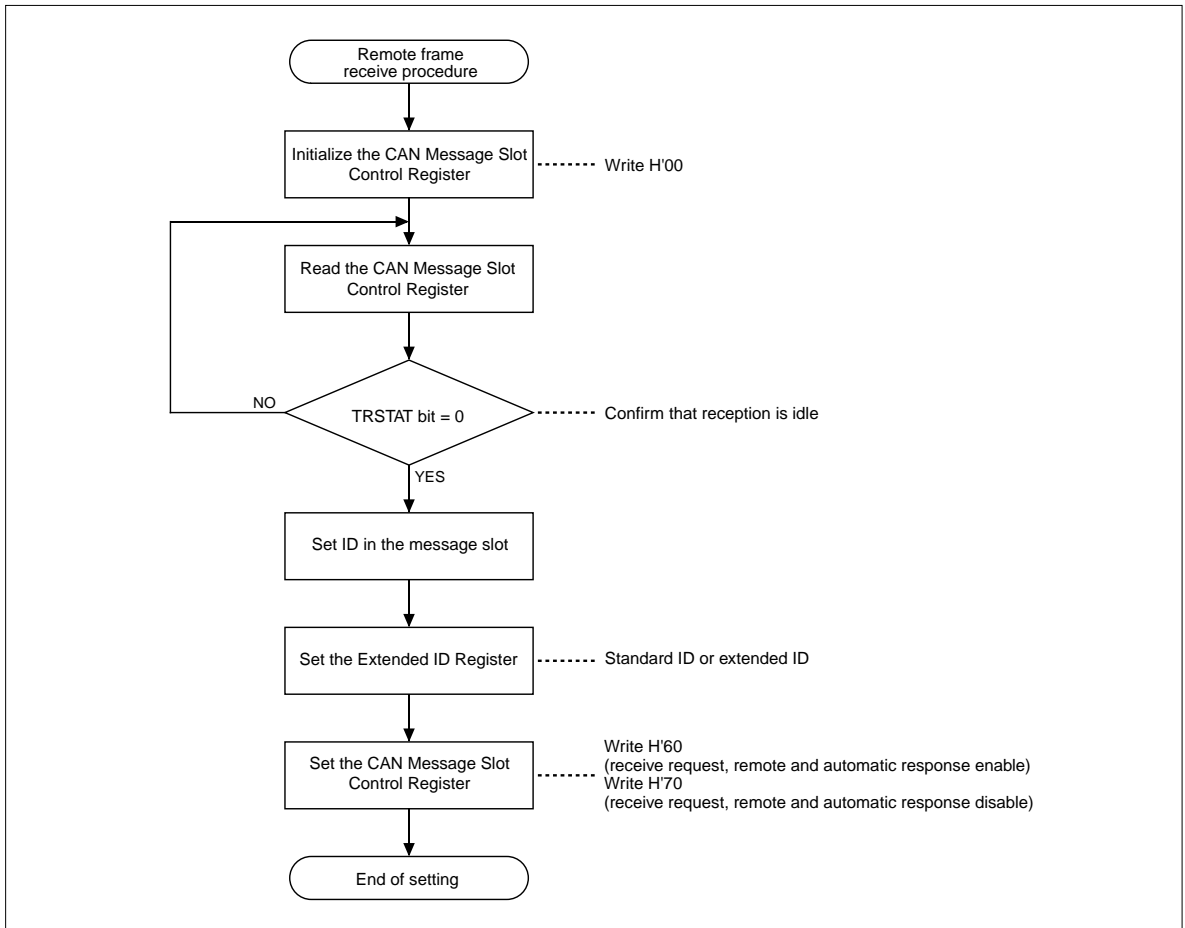 Remote frame
receive procedure
Initialize the CAN Message Slot
Control Register
Write H'00
Read the CAN Message Slot
Control Register
NO
TRSTAT bit = 0
Confirm that reception is idle
YES
Set ID in the message slot
Set the Extended ID Register
Standard ID or extended ID
Set the CAN Message Slot
Control Register
Write H'60
(receive request, remote and automatic response enable)
Write H'70
(receive request, remote and automatic response disable)
End of setting